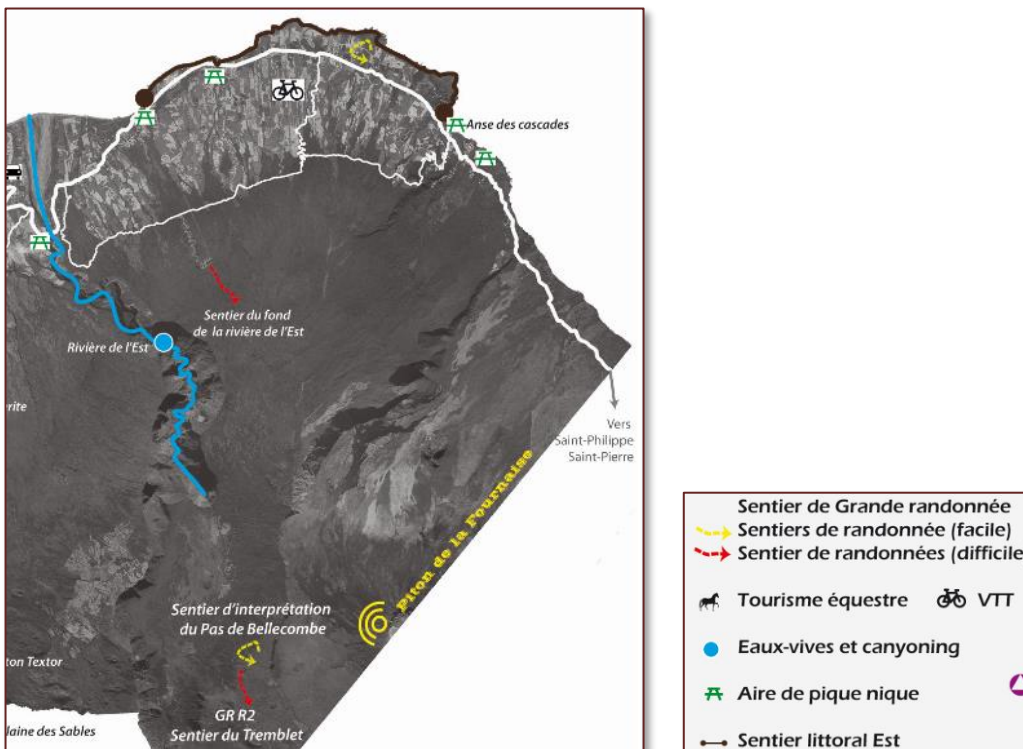 Anse des cascades
Sentier du fond
de la rivière de l'Est
Rivière de l'Est
rite
Vers
Saint-Philippe
Saint-Pierre
Piton de la Fournaise
Sentier d'interprétation
du Pas de Bellecombe
ton Textor
GR R2
Sentier du Tremblet
laine des Sables
Sentier de Grande randonnée
Sentiers de randonnée (facile)
Sentier de randonnées (difficile
Tourisme équestre
VTT
Eaux-vives et canyoning
Aire de pique nique
Sentier littoral Est